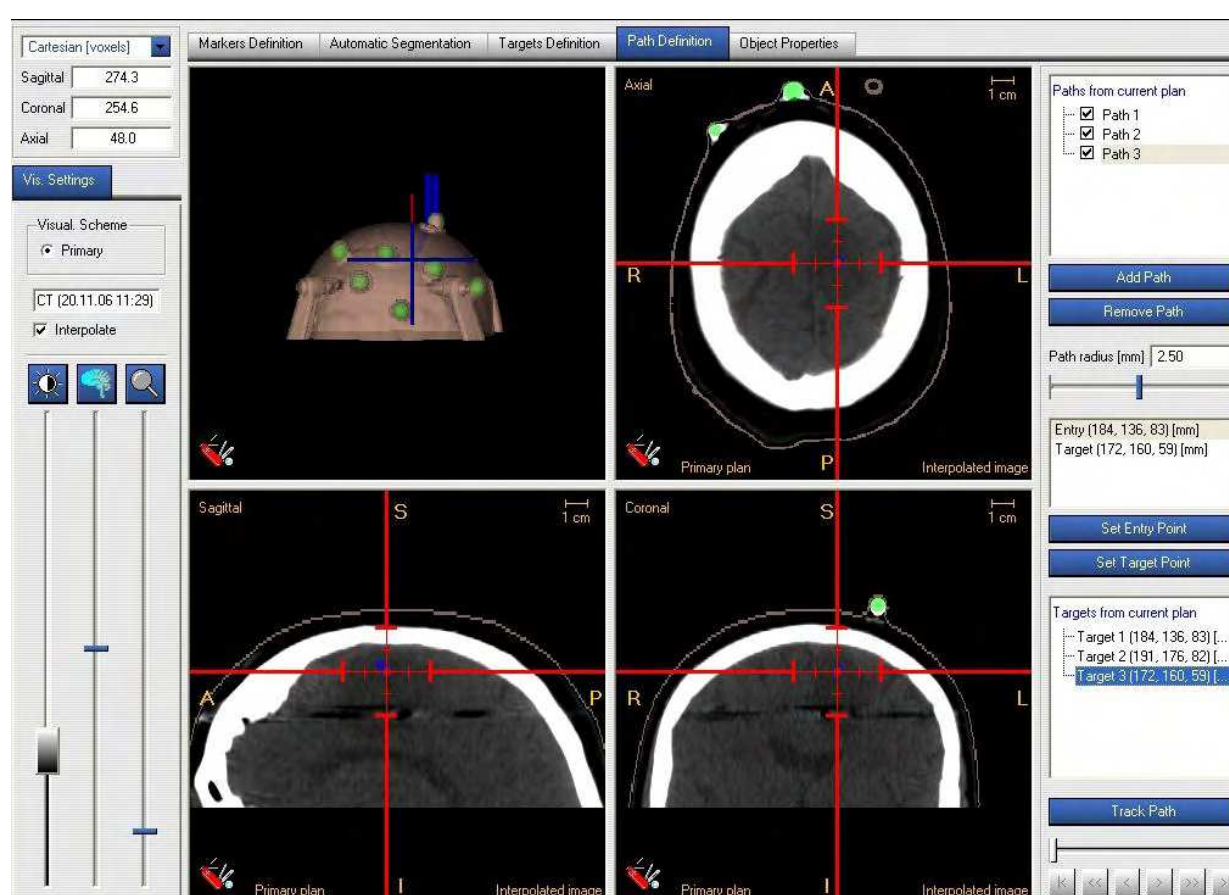 Cartesian [voxels]
Sagittal 274.3
Coronal 254.6
Axial 48.0
Vis. Settings
Visual. Scheme
Primary
CT (20.11.06 11:29)
Interpolate
Markers Definition
Automatic Segmentation
Targets Definition
Path Definition
Object Properties
Axial
A
1 cm
R
L
Primary plan
P
Interpolated image
Sagittal
S
1 cm
A
P
Primary plan
I
Interpolated image
Coronal
S
1 cm
R
L
Primary plan
I
Interpolated image
Paths from current plan
Path 1
Path 2
Path 3
Add Path
Remove Path
Path radius [mm] 2.50
Entry (184, 136, 83) [mm]
Target (172, 160, 59) [mm]
Set Entry Point
Set Target Point
Targets from current plan
Target 1 (184, 136, 83) [...
Target 2 (191, 176, 82) [...
Target 3 (172, 160, 59) [...
Track Path